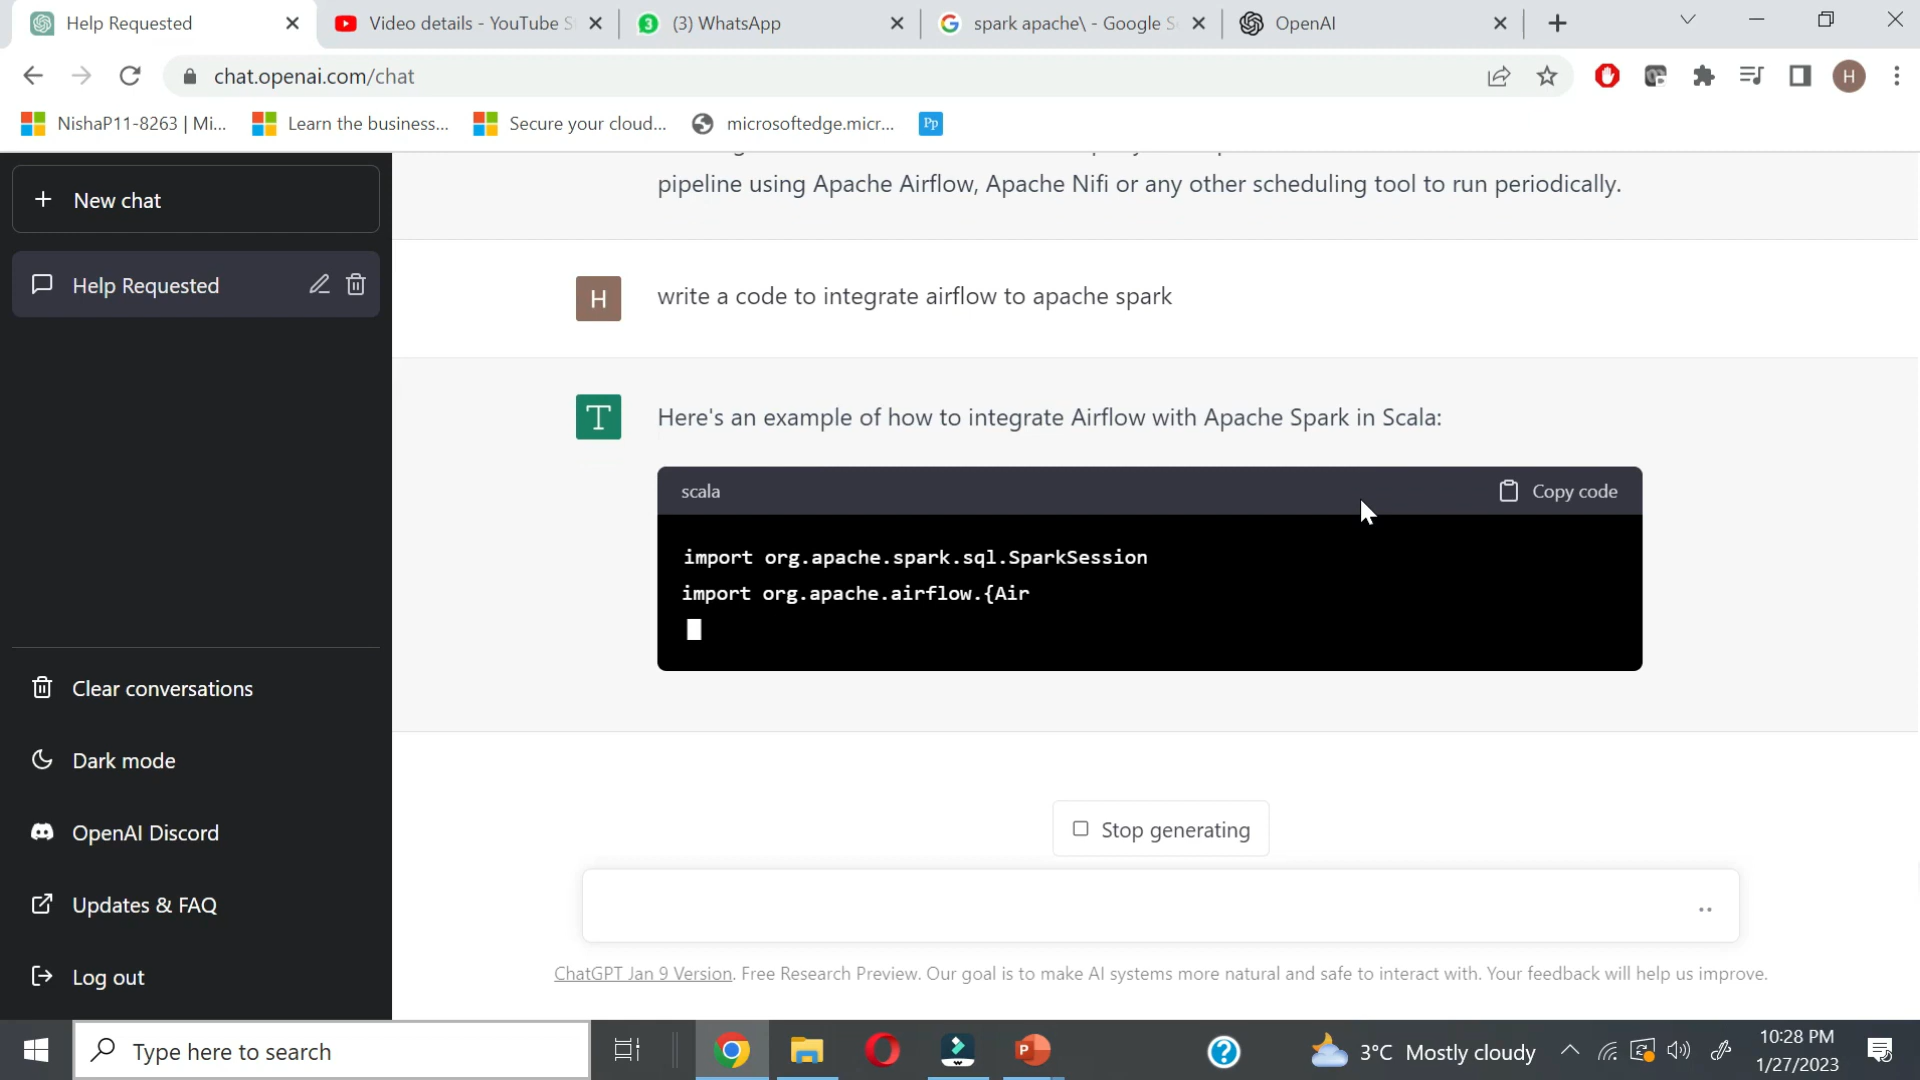 Help Requested
Video details - YouTube S
3
(3) WhatsApp
G
spark apache\ - Google S
OpenAI
chat.openai.com/chat
H
NishaP11-8263 | Mi...
Learn the business...
Secure your cloud...
microsoftedge.micr...
Pp
New chat
Help Requested
Clear conversations
Dark mode
OpenAI Discord
Updates & FAQ
Log out
pipeline using Apache Airflow, Apache Nifi or any other scheduling tool to run periodically.
H
write a code to integrate airflow to apache spark
T
Here's an example of how to integrate Airflow with Apache Spark in Scala:
scala
Copy code
import org.apache.spark.sql.SparkSession
import org.apache.airflow.{Air
Stop generating
ChatGPT Jan 9 Version. Free Research Preview. Our goal is to make AI systems more natural and safe to interact with. Your feedback will help us improve.
Type here to search
P
?
3°C Mostly cloudy
10:28 PM
1/27/2023